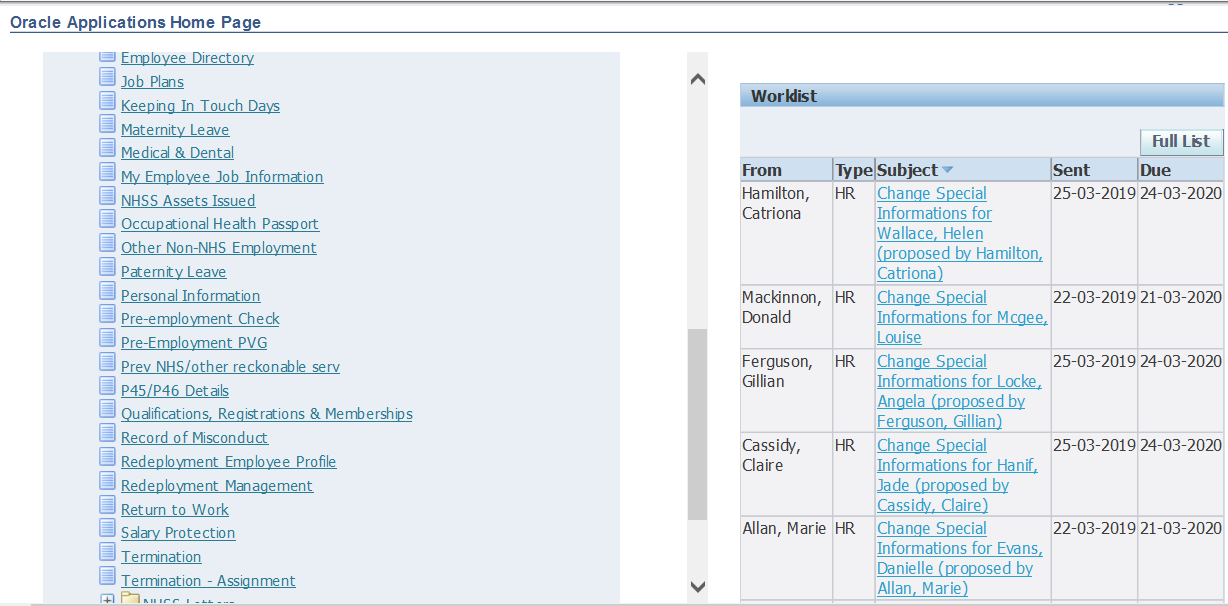 Oracle Applications Home Page
Employee Directory
Job Plans
Keeping In Touch Days
Maternity Leave
Medical & Dental
My Employee Job Information
NHSS Assets Issued
Occupational Health Passport
Other Non-NHS Employment
Paternity Leave
Personal Information
Pre-employment Check
Pre-Employment PVG
Prev NHS/other reckonable serv
P45/P46 Details
Qualifications, Registrations & Memberships
Record of Misconduct
Redeployment Employee Profile
Redeployment Management
Return to Work
Salary Protection
Termination
Termination - Assignment
NHSS Letters
Worklist
Full List
From Type Subject Sent Due
Hamilton, HR Change Special 25-03-2019 24-03-2020
Catriona Informations for
Wallace, Helen
(proposed by Hamilton,
Catriona)
Mackinnon, HR Change Special 22-03-2019 21-03-2020
Donald Informations for Mcgee,
Louise
Ferguson, HR Change Special 25-03-2019 24-03-2020
Gillian Informations for Locke,
Angela (proposed by
Ferguson, Gillian)
Cassidy, HR Change Special 25-03-2019 24-03-2020
Claire Informations for Hanif,
Jade (proposed by
Cassidy, Claire)
Allan, Marie HR Change Special 22-03-2019 21-03-2020
Informations for Evans,
Danielle (proposed by
Allan, Marie)